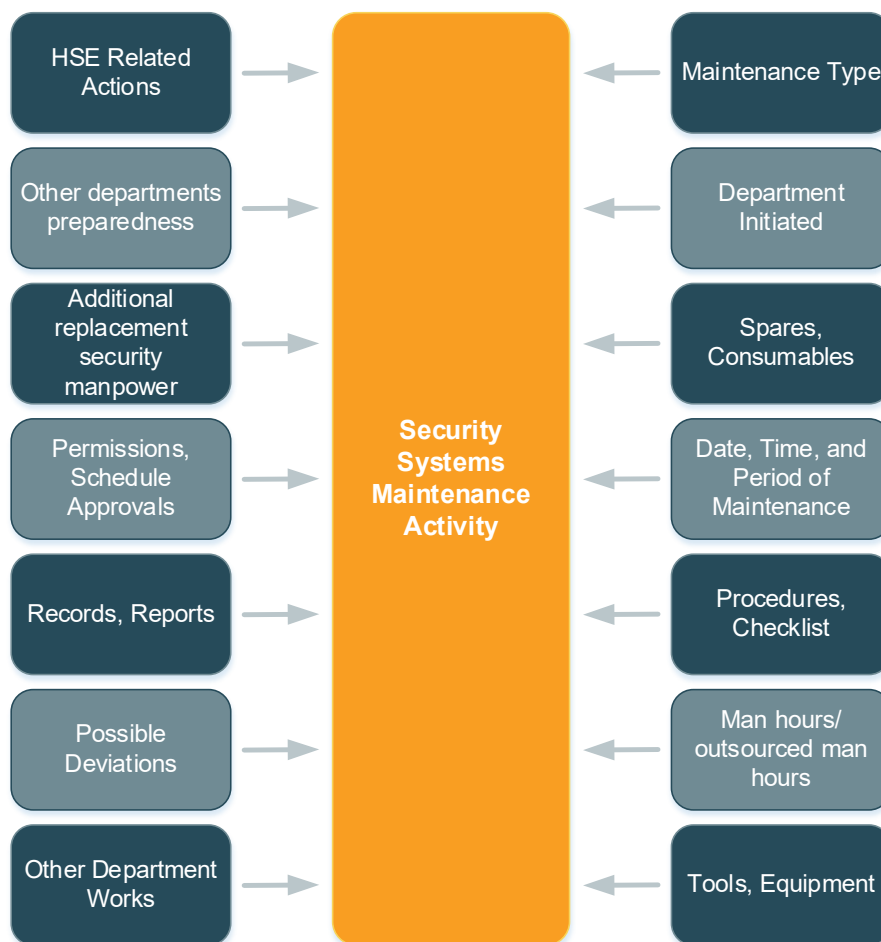 HSE Related
Actions
Other departments
preparedness
Additional
replacement
security
manpower
Permissions,
Schedule
Approvals
Records, Reports
Possible
Deviations
Other Department
Works
Security
Systems
Maintenance
Activity
Maintenance Type
Department
Initiated
Spares,
Consumables
Date, Time, and
Period of
Maintenance
Procedures,
Checklist
Man hours/
outsourced man
hours
Tools, Equipment